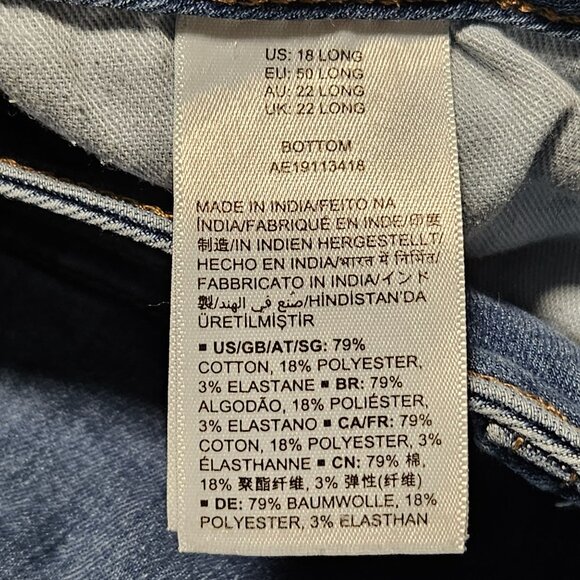 US: 18 LONG
EU: 50 LONG
AU: 22 LONG
UK: 22 LONG
BOTTOM
AE19113418
MADE IN INDIA/FEITO NA
ÍNDIA/FABRIQUÉ EN INDE/印度
制造/IN INDIEN HERGESTELLT/
HECHO EN INDIA/भारत में निर्मित/
FABBRICATO IN INDIA/インド
製/صُنع في الهند/HİNDİSTAN'DA
ÜRETİLMİŞTİR
▪ US/GB/AT/SG: 79%
COTTON, 18% POLYESTER,
3% ELASTANE ▪ BR: 79%
ALGODÃO, 18% POLIÉSTER,
3% ELASTANO ▪ CA/FR: 79%
COTON, 18% POLYESTER, 3%
ÉLASTHANNE ▪ CN: 79% 棉,
18% 聚酯纤维, 3% 弹性(纤维)
▪ DE: 79% BAUMWOLLE, 18%
POLYESTER, 3% ELASTHAN